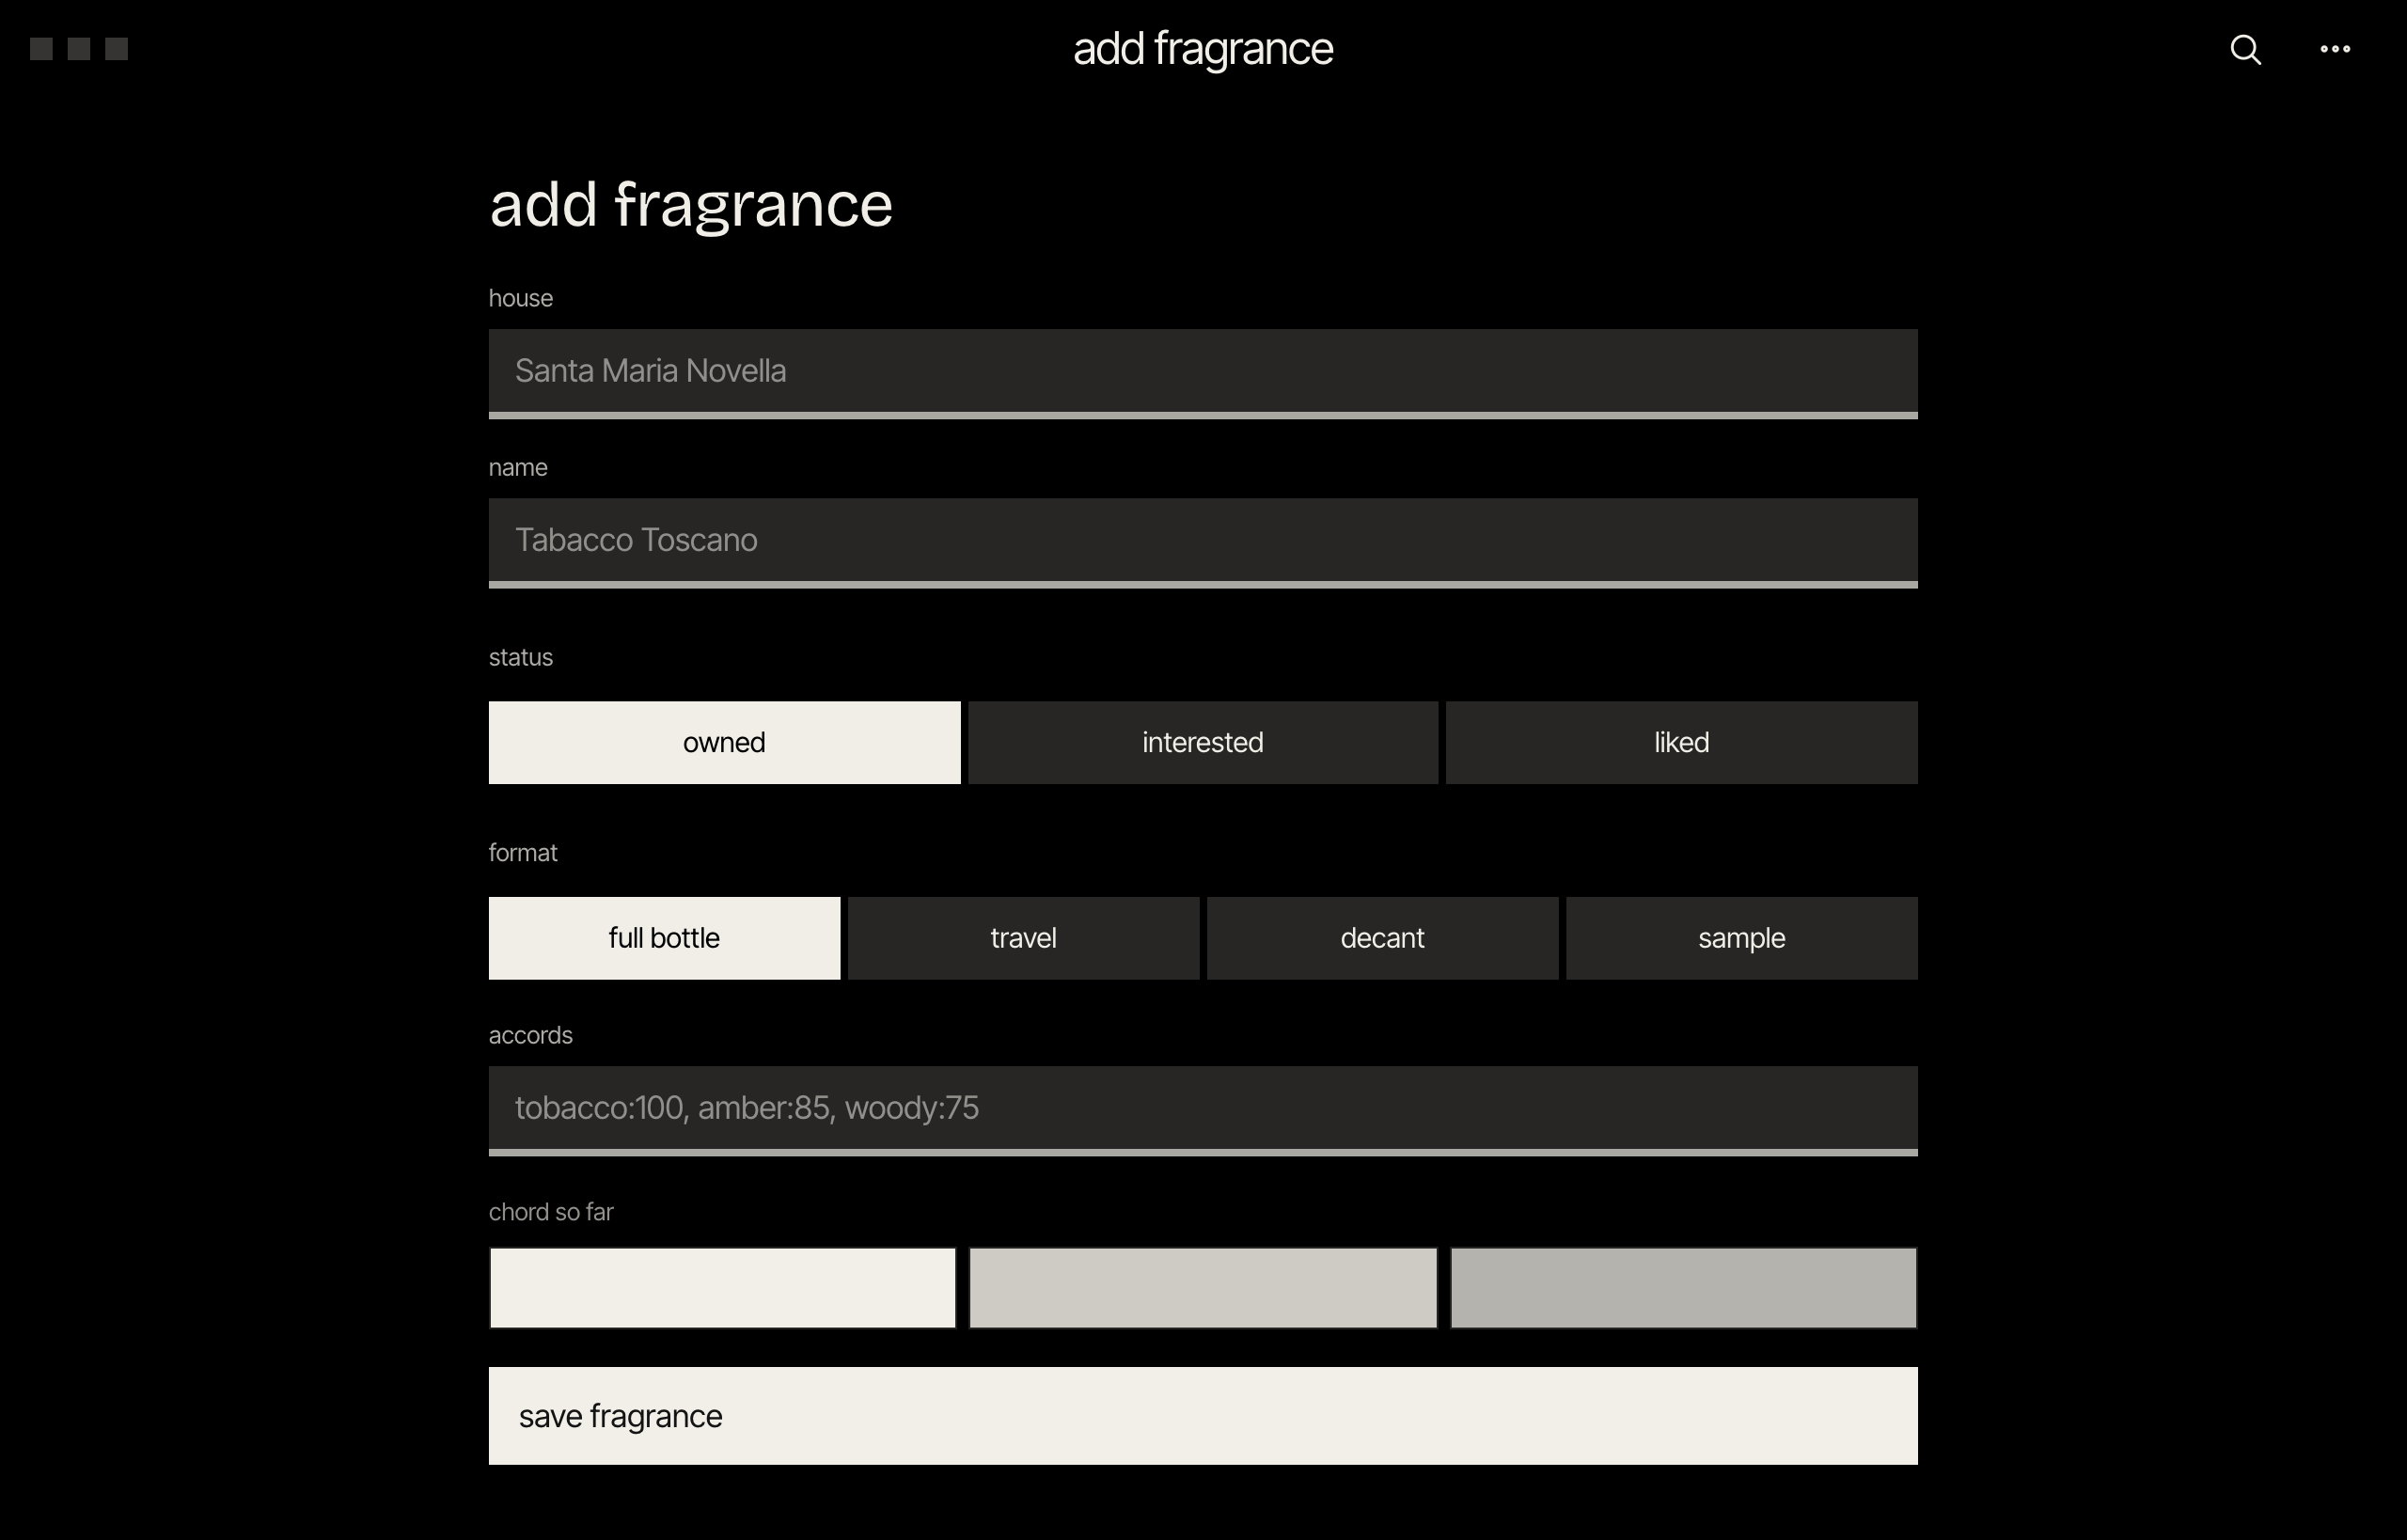 add fragrance
add fragrance
house
Santa Maria Novella
name
Tabacco Toscano
status
owned interested liked
format
full bottle travel decant sample
accords
tobacco:100, amber:85, woody:75
chord so far
save fragrance